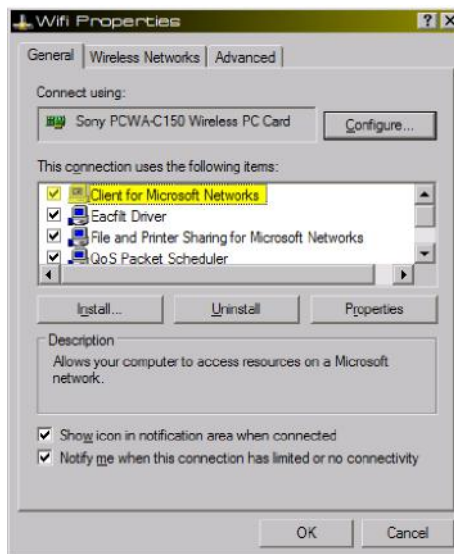 Wifi Properties
General
Wireless Networks
Advanced
Connect using:
Sony PCWA-C150 Wireless PC Card
Configure...
This connection uses the following items:
Client for Microsoft Networks
Eacfilt Driver
File and Printer Sharing for Microsoft Networks
QoS Packet Scheduler
Install...
Uninstall
Properties
Description
Allows your computer to access resources on a Microsoft
network.
Show icon in notification area when connected
Notify me when this connection has limited or no connectivity
OK
Cancel